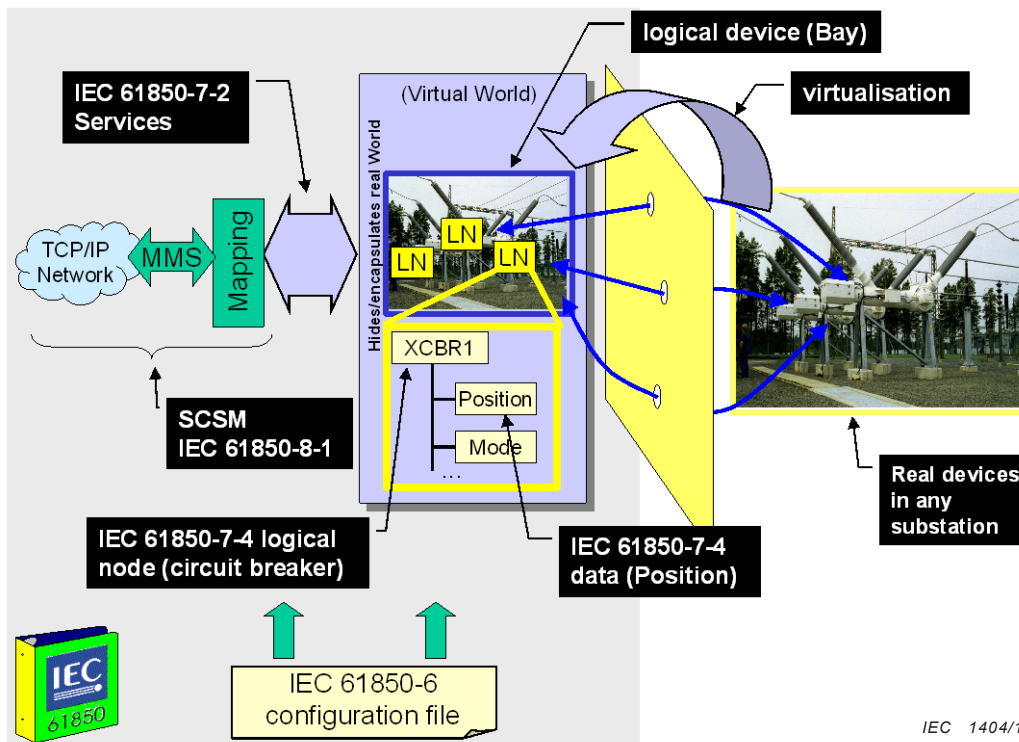 logical device (Bay)
IEC 61850-7-2
Services
virtualisation
(Virtual World)
Hides/encapsulates real World
LN
LN
LN
TCP/IP
Network
MMS
Mapping
XCBR1
Position
Mode
...
SCSM
IEC 61850-8-1
Real devices
in any
substation
IEC 61850-7-4 logical
node (circuit breaker)
IEC 61850-7-4
data (Position)
IEC
61850
IEC 61850-6
configuration file
IEC 1404/1